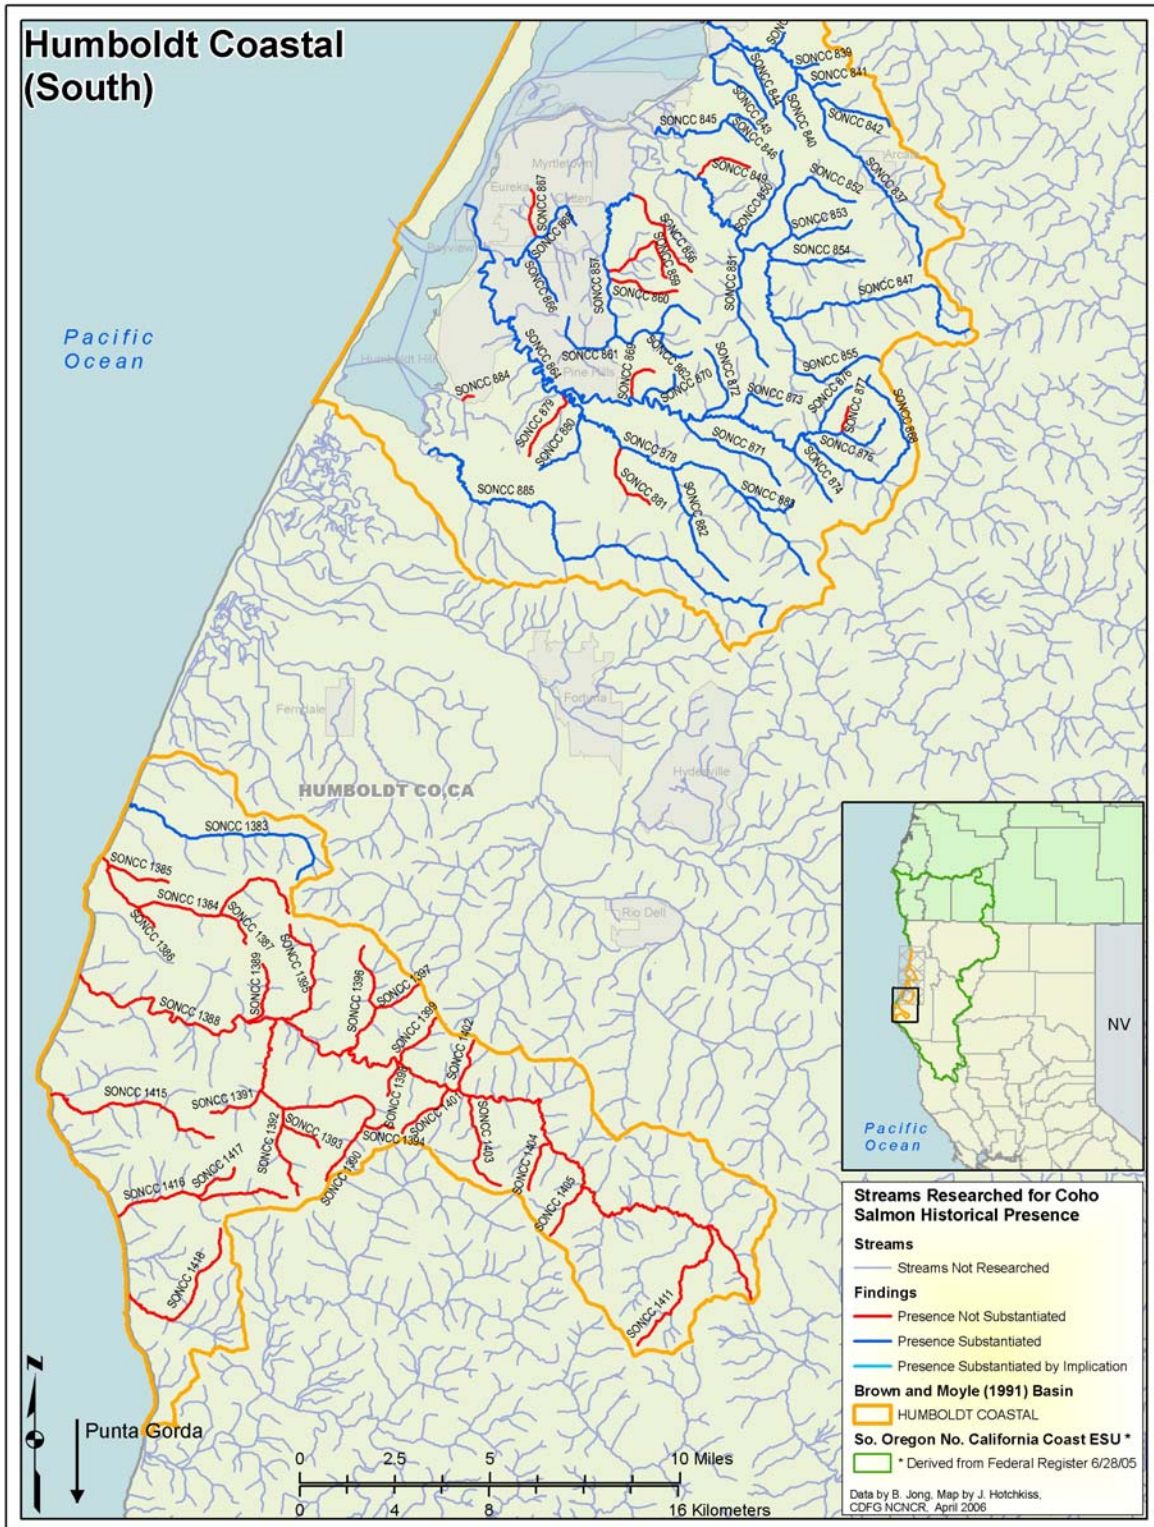 Humboldt Coastal
(South)
SONCC 839
SONCC 841
SONCC 844
SONCC 843
SONCC 840
SONCC 842
SONCC 845
SONCC 846
Myrtletown
Arcata
SONCC 849
SONCC 850
SONCC 852
SONCC 837
SONCC 867
Eureka
Cutten
SONCC 853
SONCC 854
Bayview
SONCC 866
SONCC 857
SONCC 859
SONCC 851
SONCC 860
SONCC 847
Pacific
Ocean
Humboldt Hill
SONCC 864
SONCC 861
Pine Hills
SONCC 869
SONCC 870
SONCC 872
SONCC 855
SONCC 876
SONCC 877
SONCC 873
SONCC 868
SONCC 884
SONCC 879
SONCC 880
SONCC 878
SONCC 871
SONCC 875
SONCC 874
SONCC 885
SONCC 881
SONCC 882
SONCC 883
Ferndale
Fortuna
Hydesville
HUMBOLDT CO,CA
SONCC 1383
SONCC 1385
SONCC 1384
SONCC 1386
SONCC 1387
SONCC 1389
SONCC 1395
SONCC 1396
SONCC 1397
Rio Dell
SONCC 1388
SONCC 1399
SONCC 1402
SONCC 1415
SONCC 1391
SONCC 1392
SONCC 1393
SONCC 1394
SONCC 1401
SONCC 1403
SONCC 1404
SONCC 1417
SONCC 1416
SONCC 1390
SONCC 1405
SONCC 1418
SONCC 1411
NV
Pacific
Ocean
Streams Researched for Coho
Salmon Historical Presence
Streams
Streams Not Researched
Findings
Presence Not Substantiated
Presence Substantiated
Presence Substantiated by Implication
Brown and Moyle (1991) Basin
HUMBOLDT COASTAL
So. Oregon No. California Coast ESU *
* Derived from Federal Register 6/28/05
Data by B. Jong, Map by J. Hotchkiss,
CDFG NCNCR, April 2006
N
Punta Gorda
0 2.5 5 10 Miles
0 4 8 16 Kilometers